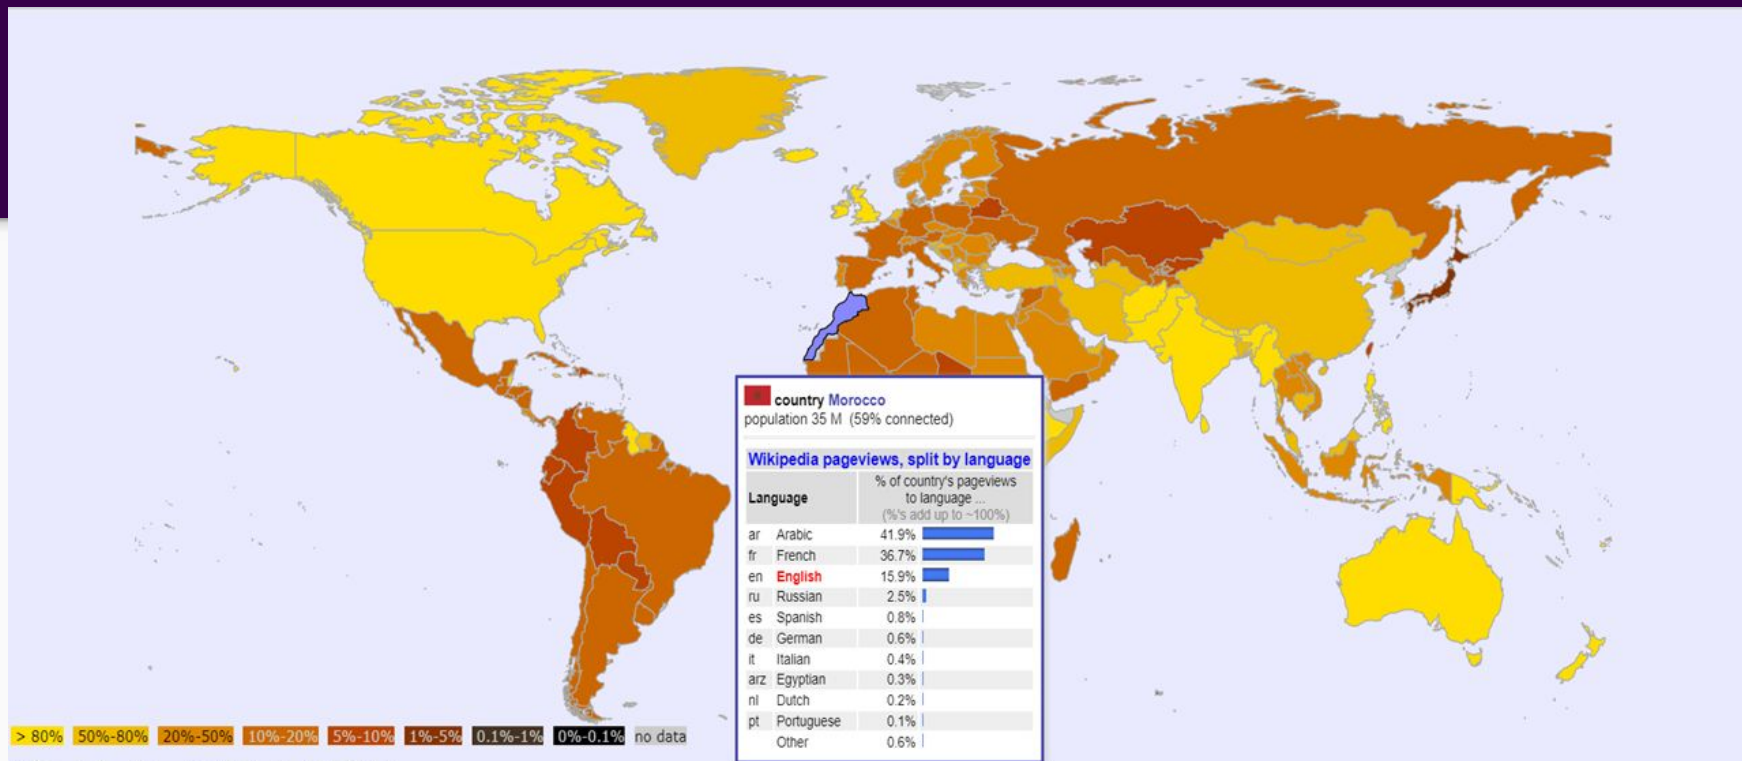 country Morocco
population 35 M (59% connected)
Wikipedia pageviews, split by language
Language
% of country's pageviews
to language ...
(%'s add up to ~100%)
ar Arabic 41.9%
fr French 36.7%
en English 15.9%
ru Russian 2.5%
es Spanish 0.8%
de German 0.6%
it Italian 0.4%
arz Egyptian 0.3%
nl Dutch 0.2%
pt Portuguese 0.1%
Other 0.6%
> 80% 50%-80% 20%-50% 10%-20% 5%-10% 1%-5% 0.1%-1% 0%-0.1% no data